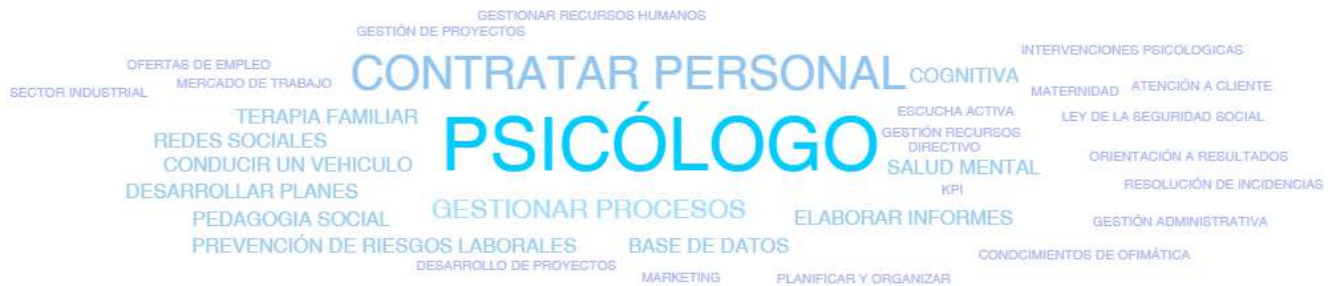 GESTIONAR RECURSOS HUMANOS
GESTIÓN DE PROYECTOS
INTERVENCIONES PSICOLOGICAS
OFERTAS DE EMPLEO
CONTRATAR PERSONAL
COGNITIVA
MERCADO DE TRABAJO
ATENCIÓN A CLIENTE
SECTOR INDUSTRIAL
MATERNIDAD
ESCUCHA ACTIVA
TERAPIA FAMILIAR
LEY DE LA SEGURIDAD SOCIAL
PSICÓLOGO
GESTIÓN RECURSOS
DIRECTIVO
REDES SOCIALES
ORIENTACIÓN A RESULTADOS
CONDUCIR UN VEHICULO
SALUD MENTAL
RESOLUCIÓN DE INCIDENCIAS
DESARROLLAR PLANES
KPI
GESTIONAR PROCESOS
PEDAGOGIA SOCIAL
ELABORAR INFORMES
GESTIÓN ADMINISTRATIVA
PREVENCIÓN DE RIESGOS LABORALES
BASE DE DATOS
CONOCIMIENTOS DE OFIMÁTICA
DESARROLLO DE PROYECTOS
MARKETING
PLANIFICAR Y ORGANIZAR